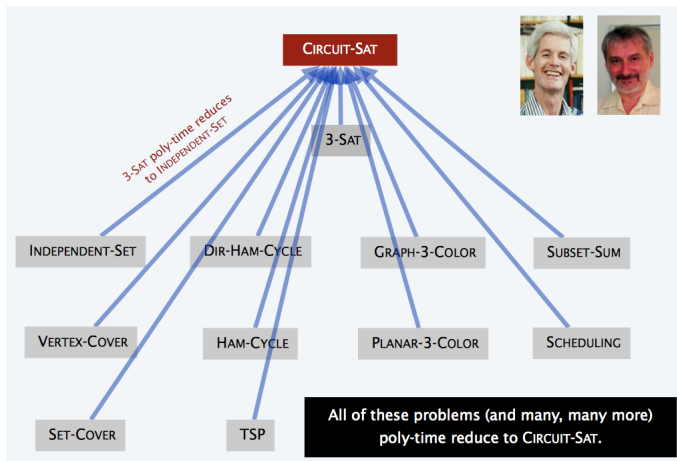 CIRCUIT-SAT
3-SAT poly-time reduces
to INDEPENDENT-SET
3-SAT
INDEPENDENT-SET
DIR-HAM-CYCLE
GRAPH-3-COLOR
SUBSET-SUM
VERTEX-COVER
HAM-CYCLE
PLANAR-3-COLOR
SCHEDULING
SET-COVER
TSP
All of these problems (and many, many more)
poly-time reduce to CIRCUIT-SAT.